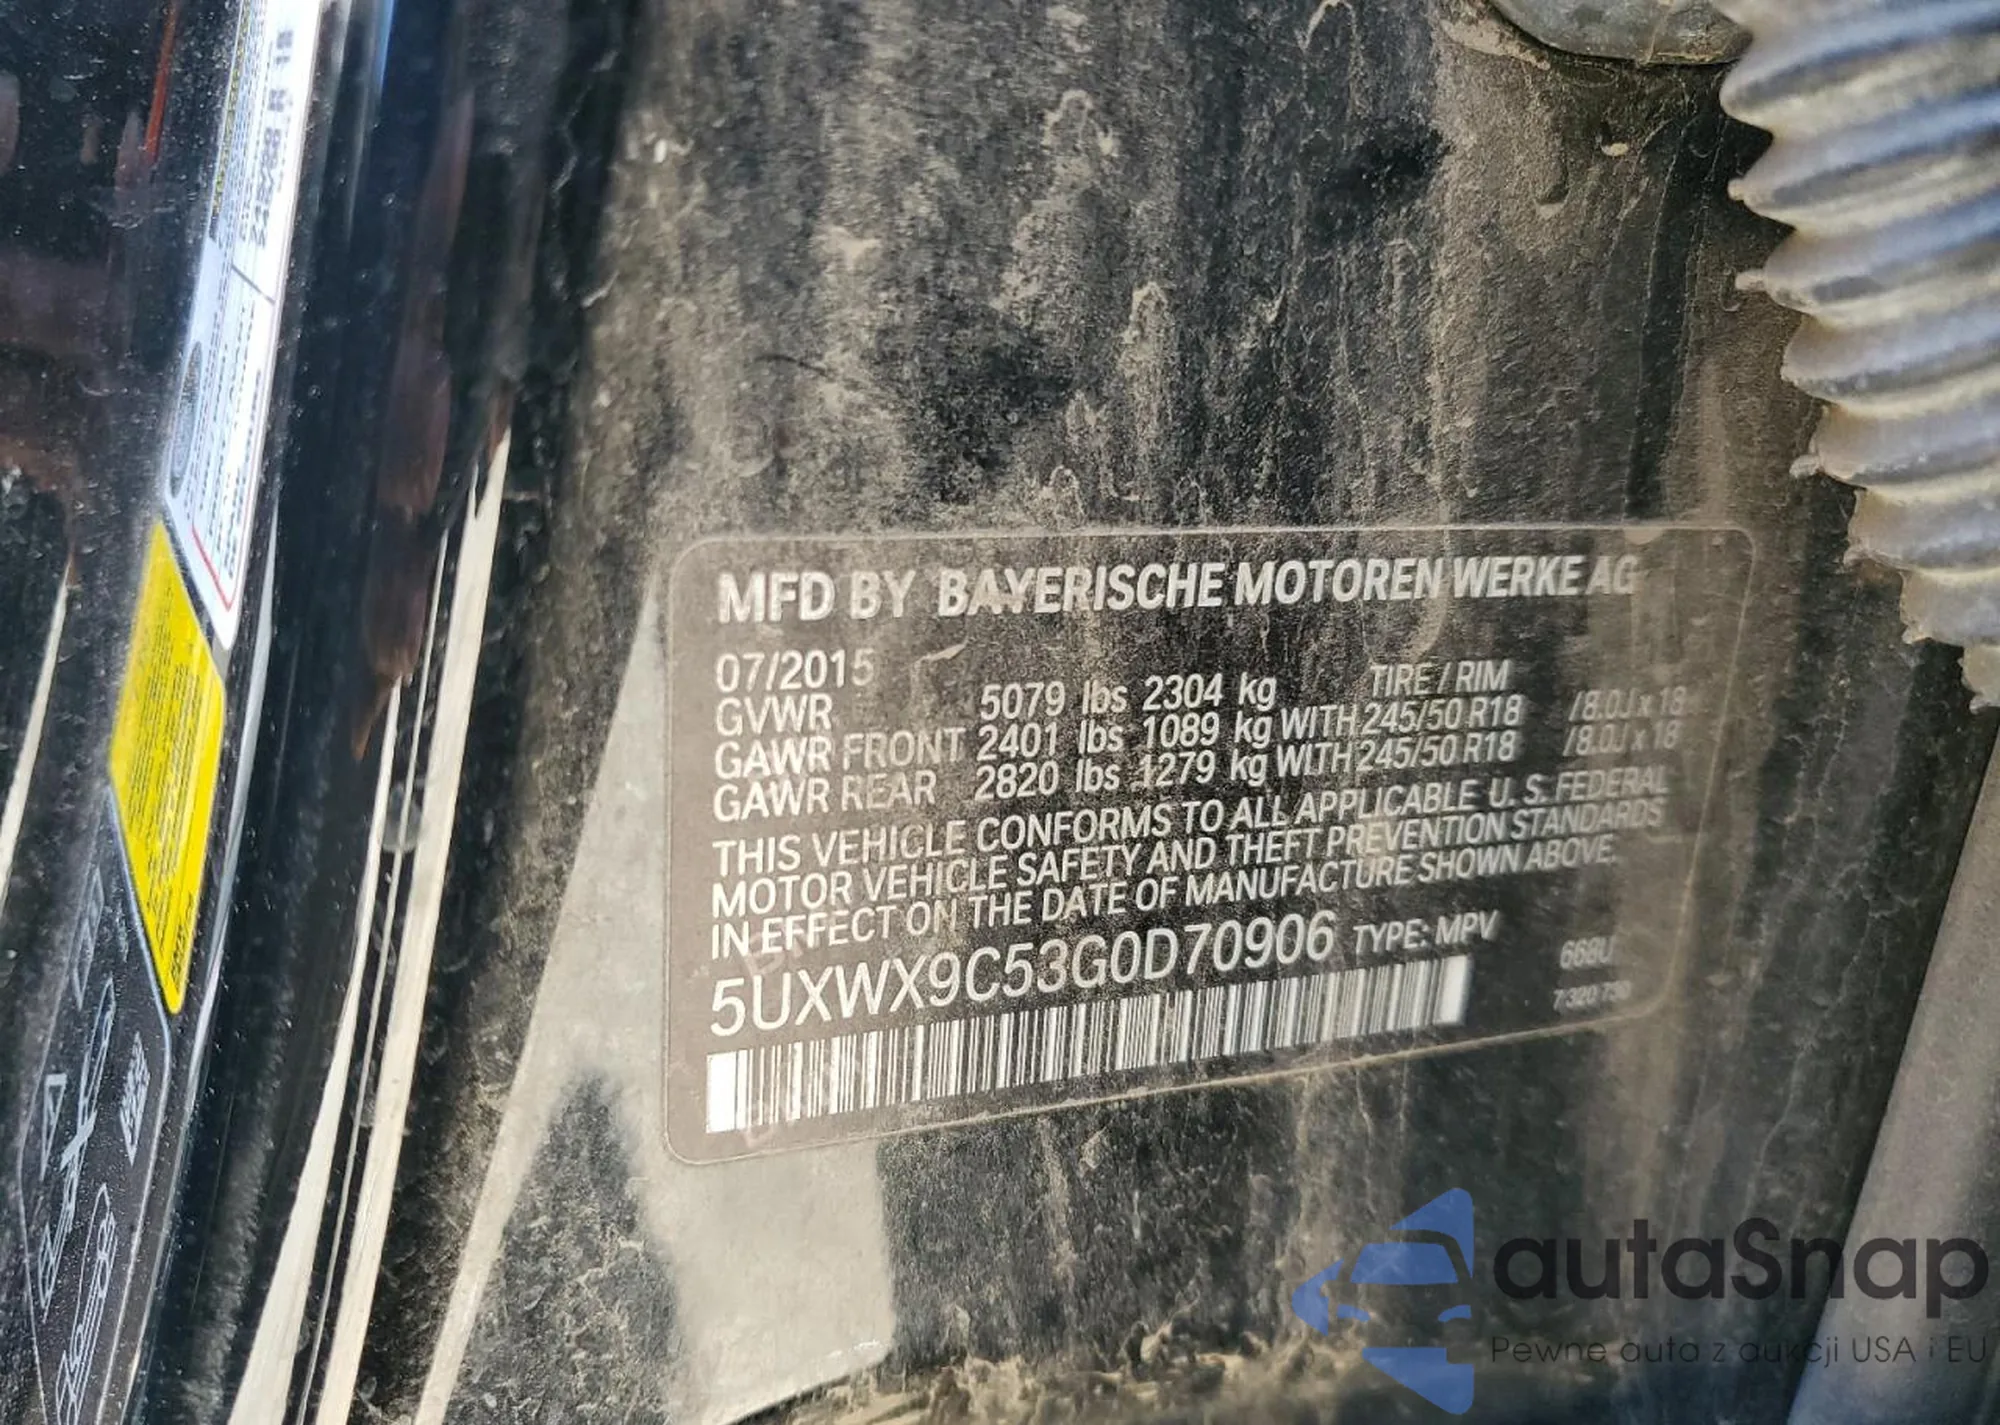 MFD BY BAYERISCHE MOTOREN WERKE AG
07/2015
GVWR 5079 lbs 2304 kg TIRE / RIM
GAWR FRONT 2401 lbs 1089 kg WITH 245/50 R18 /8.0J x 18
GAWR REAR 2820 lbs 1279 kg WITH 245/50 R18 /8.0J x 18
THIS VEHICLE CONFORMS TO ALL APPLICABLE U. S. FEDERAL
MOTOR VEHICLE SAFETY AND THEFT PREVENTION STANDARDS
IN EFFECT ON THE DATE OF MANUFACTURE SHOWN ABOVE.
5UXWX9C53G0D70906 TYPE: MPV
668U
autaSnap
Pewne auta z aukcji USA i EU